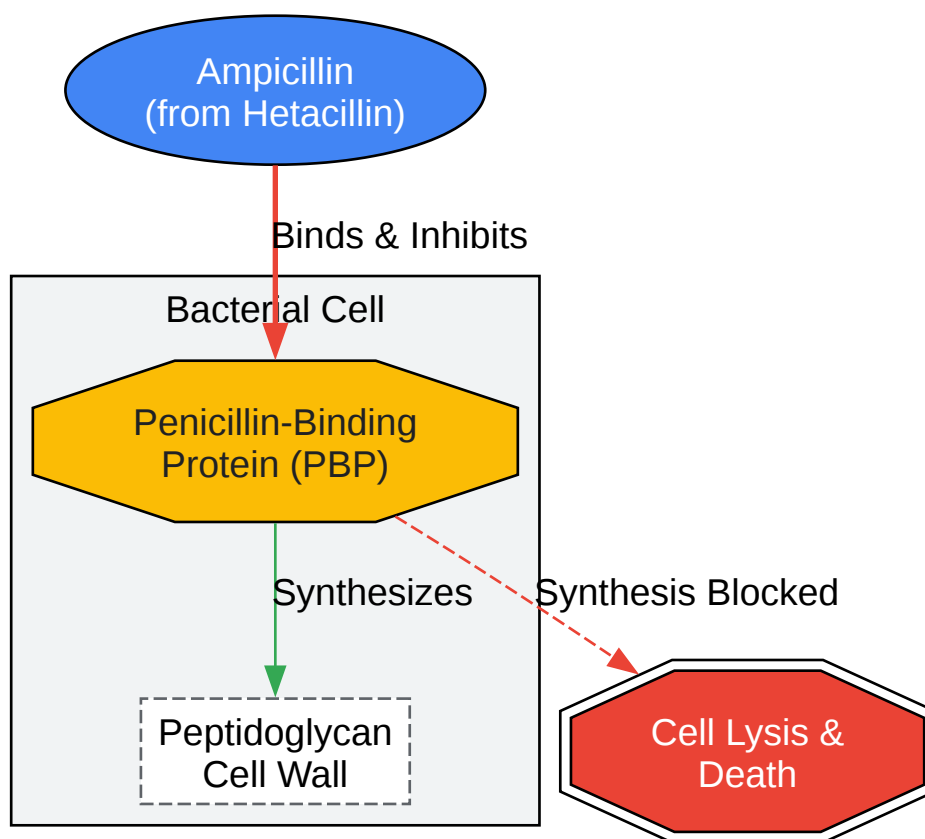 Ampicillin
(from Hetacillin)
Binds & Inhibits
Bacterial Cell
Penicillin-Binding
Protein (PBP)
Synthesizes
Synthesis Blocked
Peptidoglycan
Cell Wall
Cell Lysis &
Death